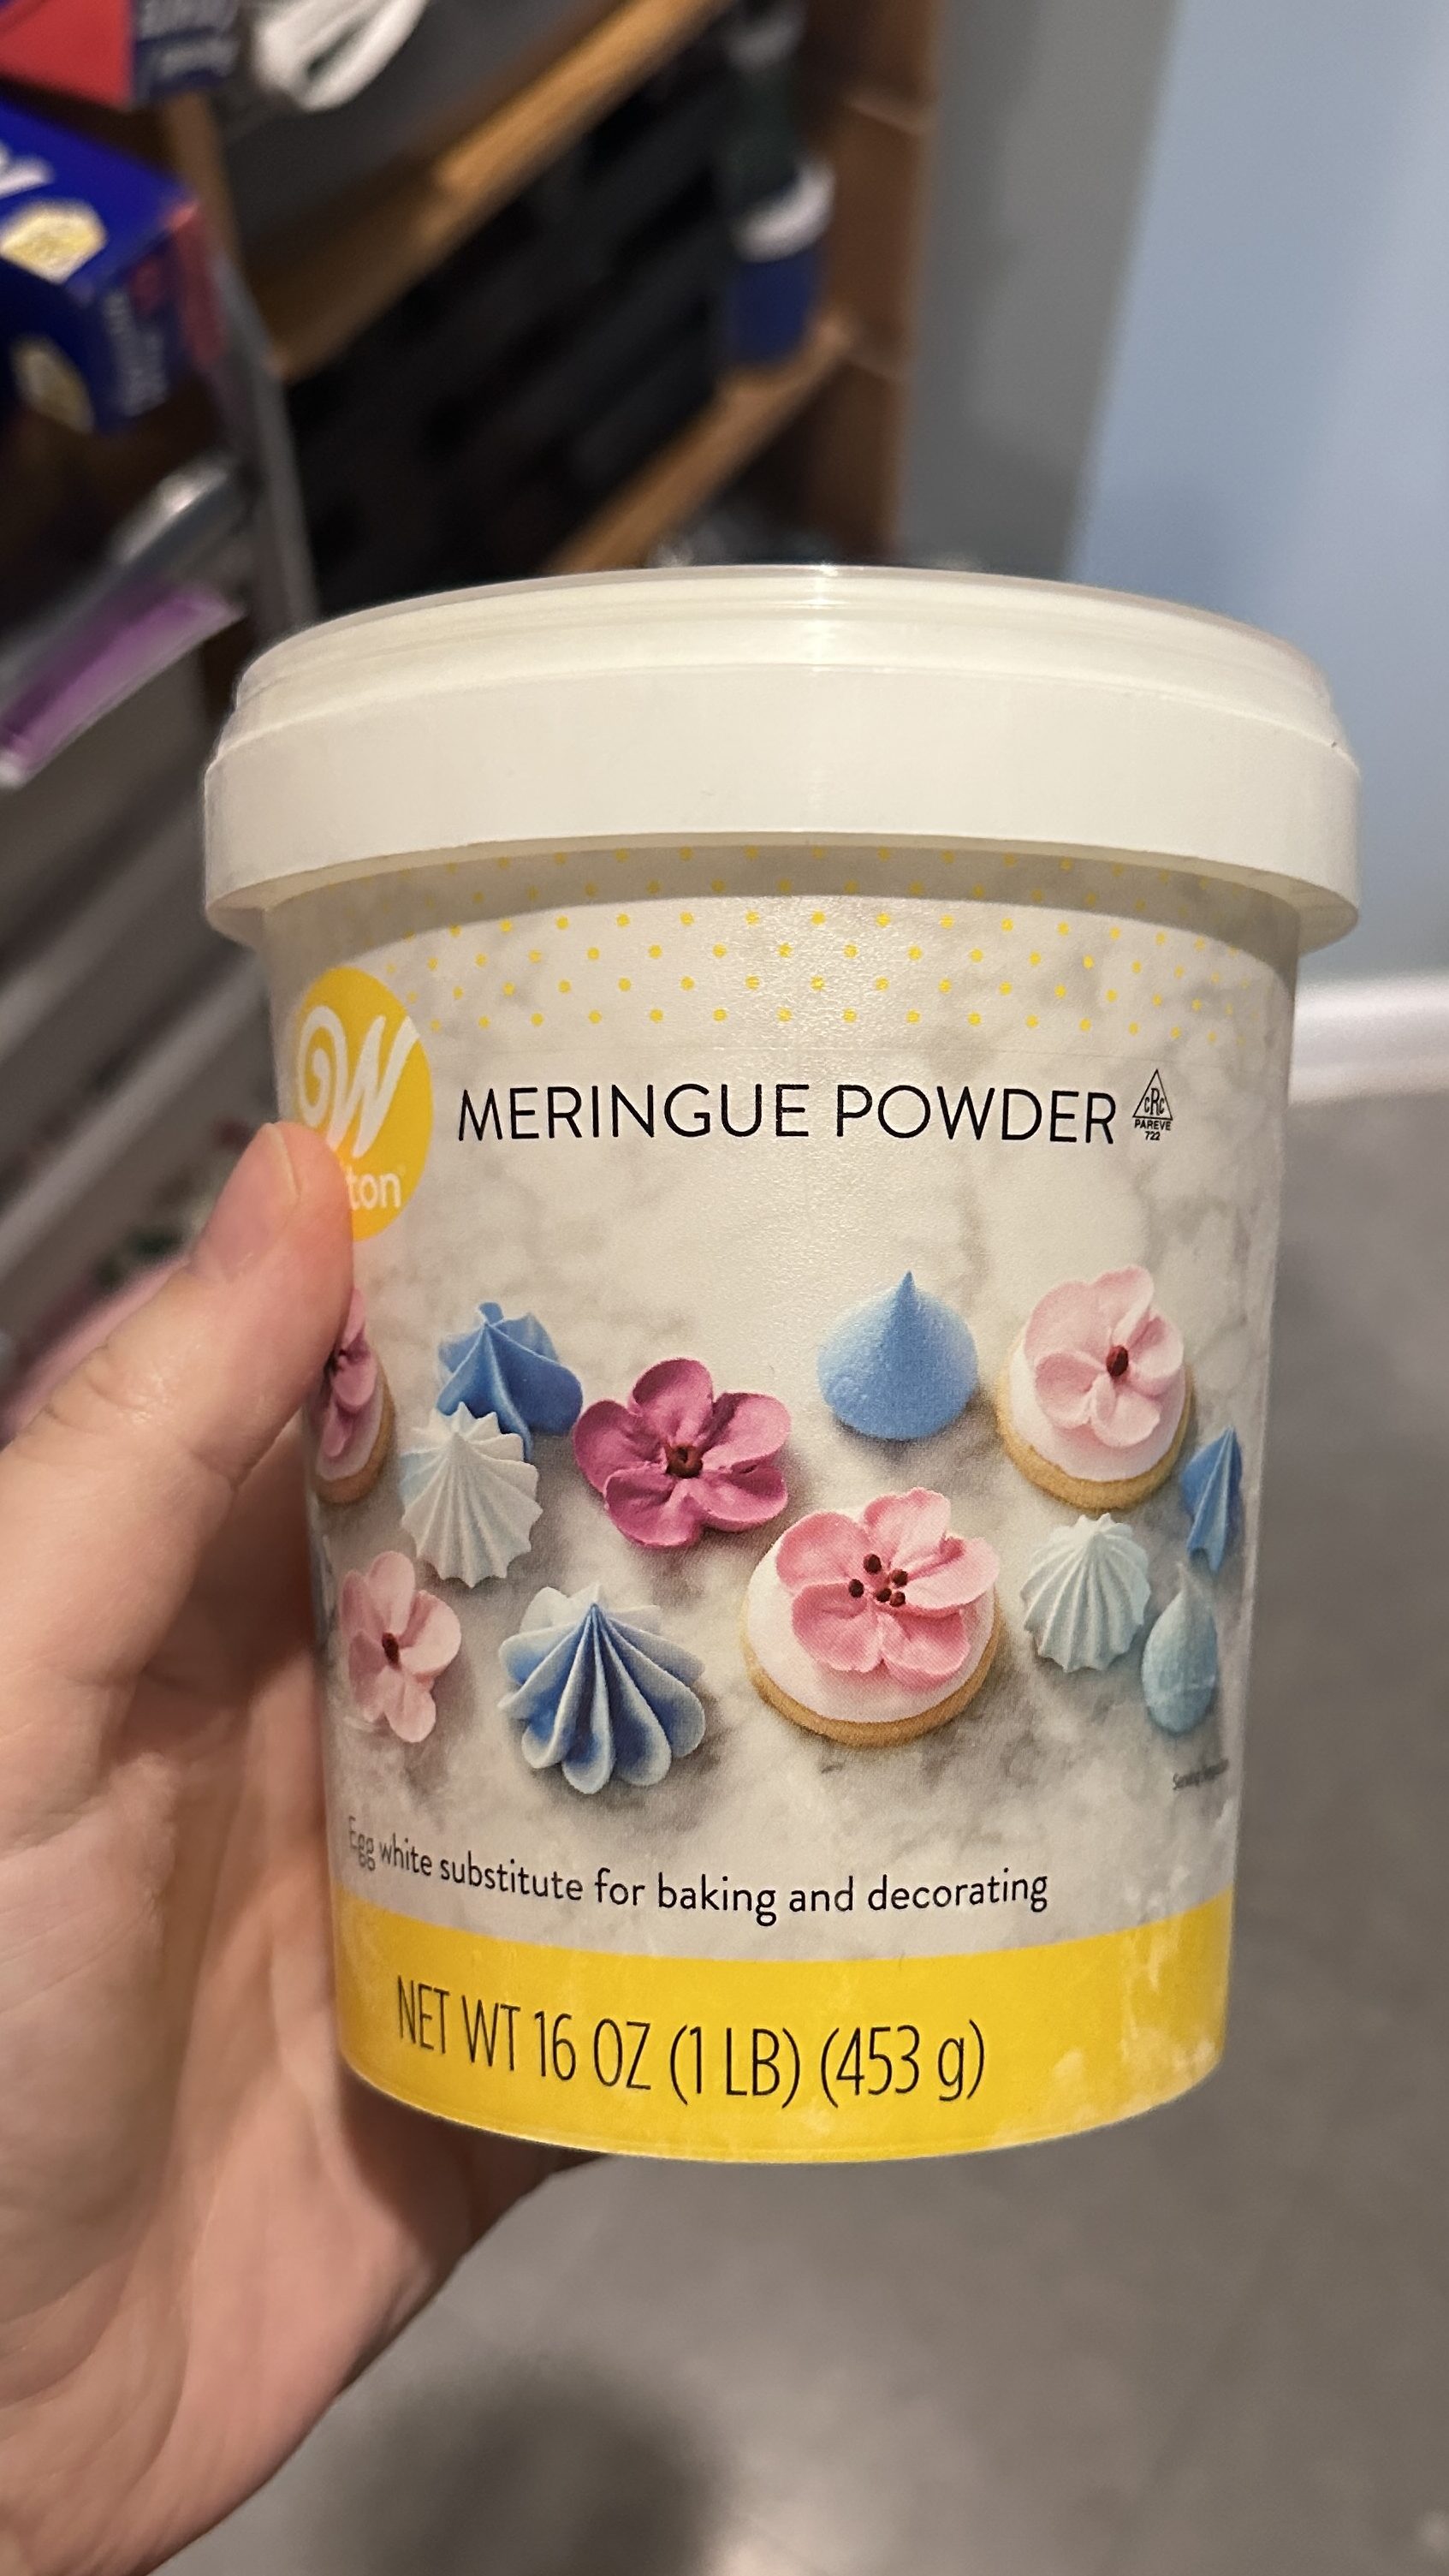 W
ton
MERINGUE POWDER
cRc
PAREVE
722
Egg white substitute for baking and decorating
NET WT 16 OZ (1 LB) (453 g)